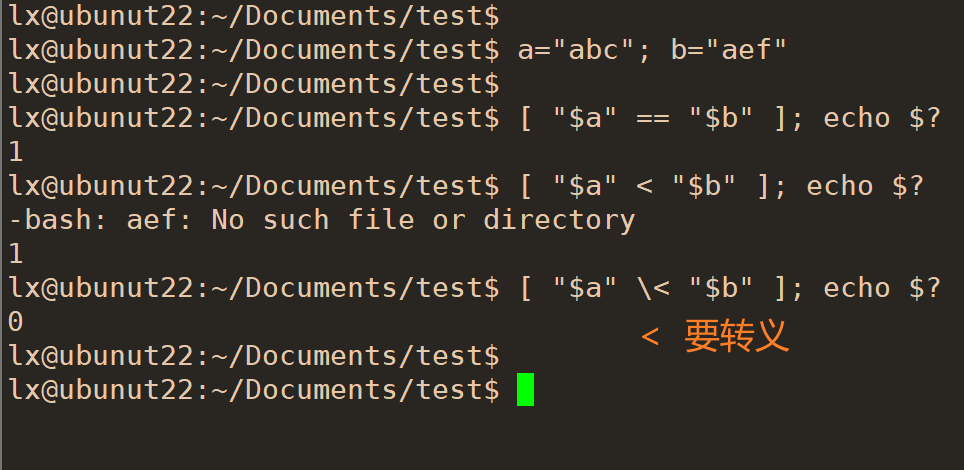 lx@ubunut22:~/Documents/test$
lx@ubunut22:~/Documents/test$ a="abc"; b="aef"
lx@ubunut22:~/Documents/test$
lx@ubunut22:~/Documents/test$ [ "$a" == "$b" ]; echo $?
1
lx@ubunut22:~/Documents/test$ [ "$a" < "$b" ]; echo $?
-bash: aef: No such file or directory
1
lx@ubunut22:~/Documents/test$ [ "$a" \< "$b" ]; echo $?
0
< 要转义
lx@ubunut22:~/Documents/test$
lx@ubunut22:~/Documents/test$